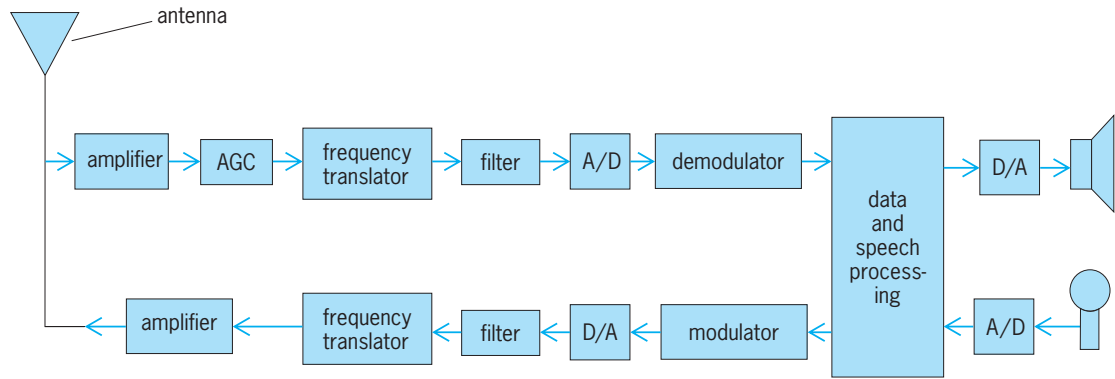 antenna
amplifier
AGC
frequency
translator
filter
A/D
demodulator
data
and
speech
process-
ing
D/A
amplifier
frequency
translator
filter
D/A
modulator
A/D